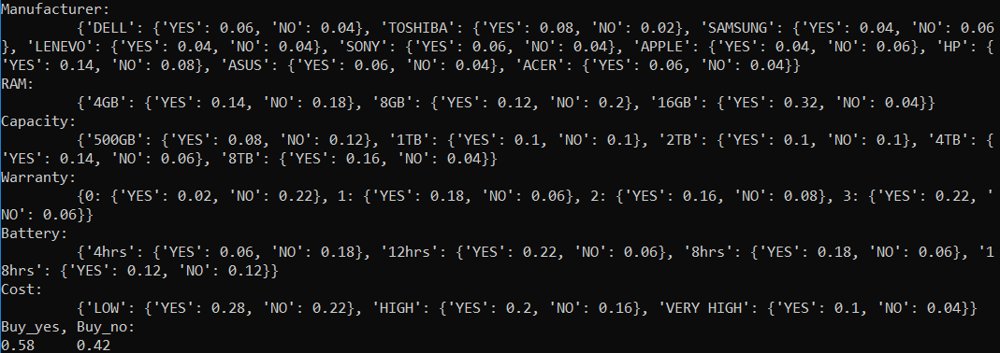 Manufacturer:
{'DELL': {'YES': 0.06, 'NO': 0.04}, 'TOSHIBA': {'YES': 0.08, 'NO': 0.02}, 'SAMSUNG': {'YES': 0.04, 'NO': 0.06
}, 'LENEVO': {'YES': 0.04, 'NO': 0.04}, 'SONY': {'YES': 0.06, 'NO': 0.04}, 'APPLE': {'YES': 0.04, 'NO': 0.06}, 'HP': {
'YES': 0.14, 'NO': 0.08}, 'ASUS': {'YES': 0.06, 'NO': 0.04}, 'ACER': {'YES': 0.06, 'NO': 0.04}}
RAM:
{'4GB': {'YES': 0.14, 'NO': 0.18}, '8GB': {'YES': 0.12, 'NO': 0.2}, '16GB': {'YES': 0.32, 'NO': 0.04}}
Capacity:
{'500GB': {'YES': 0.08, 'NO': 0.12}, '1TB': {'YES': 0.1, 'NO': 0.1}, '2TB': {'YES': 0.1, 'NO': 0.1}, '4TB': {
'YES': 0.14, 'NO': 0.06}, '8TB': {'YES': 0.16, 'NO': 0.04}}
Warranty:
{0: {'YES': 0.02, 'NO': 0.22}, 1: {'YES': 0.18, 'NO': 0.06}, 2: {'YES': 0.16, 'NO': 0.08}, 3: {'YES': 0.22, '
NO': 0.06}}
Battery:
{'4hrs': {'YES': 0.06, 'NO': 0.18}, '12hrs': {'YES': 0.22, 'NO': 0.06}, '8hrs': {'YES': 0.18, 'NO': 0.06}, '1
8hrs': {'YES': 0.12, 'NO': 0.12}}
Cost:
{'LOW': {'YES': 0.28, 'NO': 0.22}, 'HIGH': {'YES': 0.2, 'NO': 0.16}, 'VERY HIGH': {'YES': 0.1, 'NO': 0.04}}
Buy_yes, Buy_no:
0.58 0.42